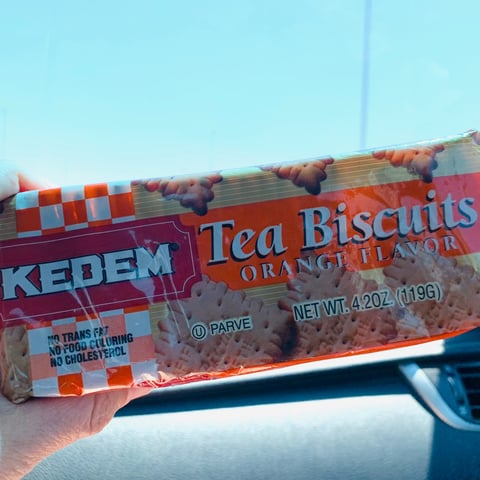 KEDEM®
Tea Biscuits
ORANGE FLAVOR
NET WT. 4.2OZ (119G)
Ⓤ PARVE
NO TRANS FAT
NO FOOD COLORING
NO CHOLESTEROL